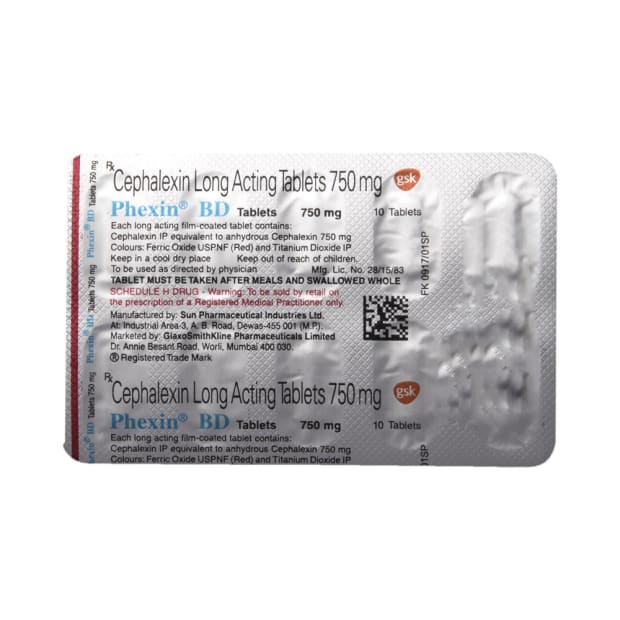 Rx
Cephalexin Long Acting Tablets 750 mg
gsk
Phexin® BD Tablets 750 mg 10 Tablets
Each long acting film-coated tablet contains:
Cephalexin IP equivalent to anhydrous Cephalexin 750 mg
Colours: Ferric Oxide USPNF (Red) and Titanium Dioxide IP
Keep in a cool dry place Keep out of reach of children.
To be used as directed by physician Mfg. Lic. No. 28/15/83
TABLET MUST BE TAKEN AFTER MEALS AND SWALLOWED WHOLE
SCHEDULE H DRUG - Warning: To be sold by retail on
the prescription of a Registered Medical Practitioner only.
Manufactured by: Sun Pharmaceutical Industries Ltd.
At: Industrial Area-3, A. B. Road, Dewas-455 001 (M.P.)
Marketed by: GlaxoSmithKline Pharmaceuticals Limited
Dr. Annie Besant Road, Worli, Mumbai 400 030.
® Registered Trade Mark
FK 0917/01SP
Rx
Cephalexin Long Acting Tablets 750 mg
gsk
Phexin® BD Tablets 750 mg 10 Tablets
Each long acting film-coated tablet contains:
Cephalexin IP equivalent to anhydrous Cephalexin 750 mg
Colours: Ferric Oxide USPNF (Red) and Titanium Dioxide IP
/01SP
Phexin® BD Tablets 750 mg
Phexin® BD Tablets 750 mg
Phexin® BD Tablets 750 mg